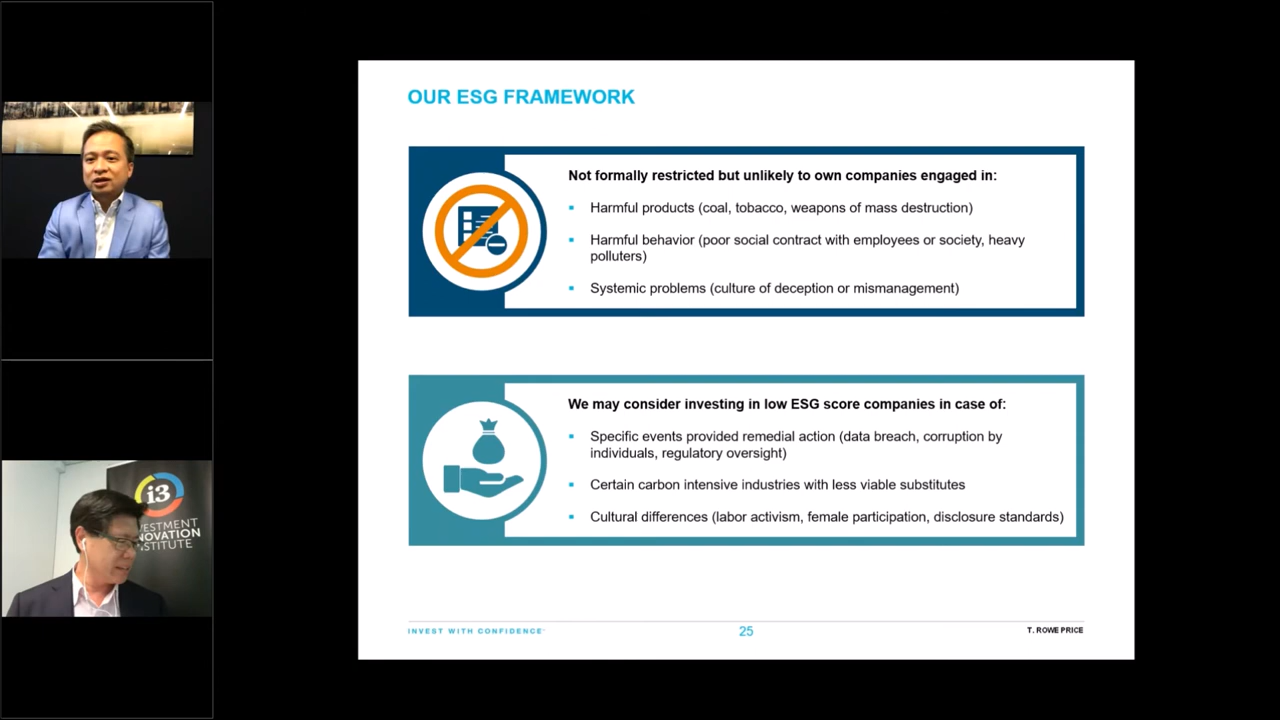 OUR ESG FRAMEWORK
Not formally restricted but unlikely to own companies engaged in:
Harmful products (coal, tobacco, weapons of mass destruction)
Harmful behavior (poor social contract with employees or society, heavy
polluters)
Systemic problems (culture of deception or mismanagement)
We may consider investing in low ESG score companies in case of:
Specific events provided remedial action (data breach, corruption by
individuals, regulatory oversight)
Certain carbon intensive industries with less viable substitutes
Cultural differences (labor activism, female participation, disclosure standards)
INVEST WITH CONFIDENCE
25
T. ROWE PRICE
i3
VESTMENT
NOVATION
STITUTE